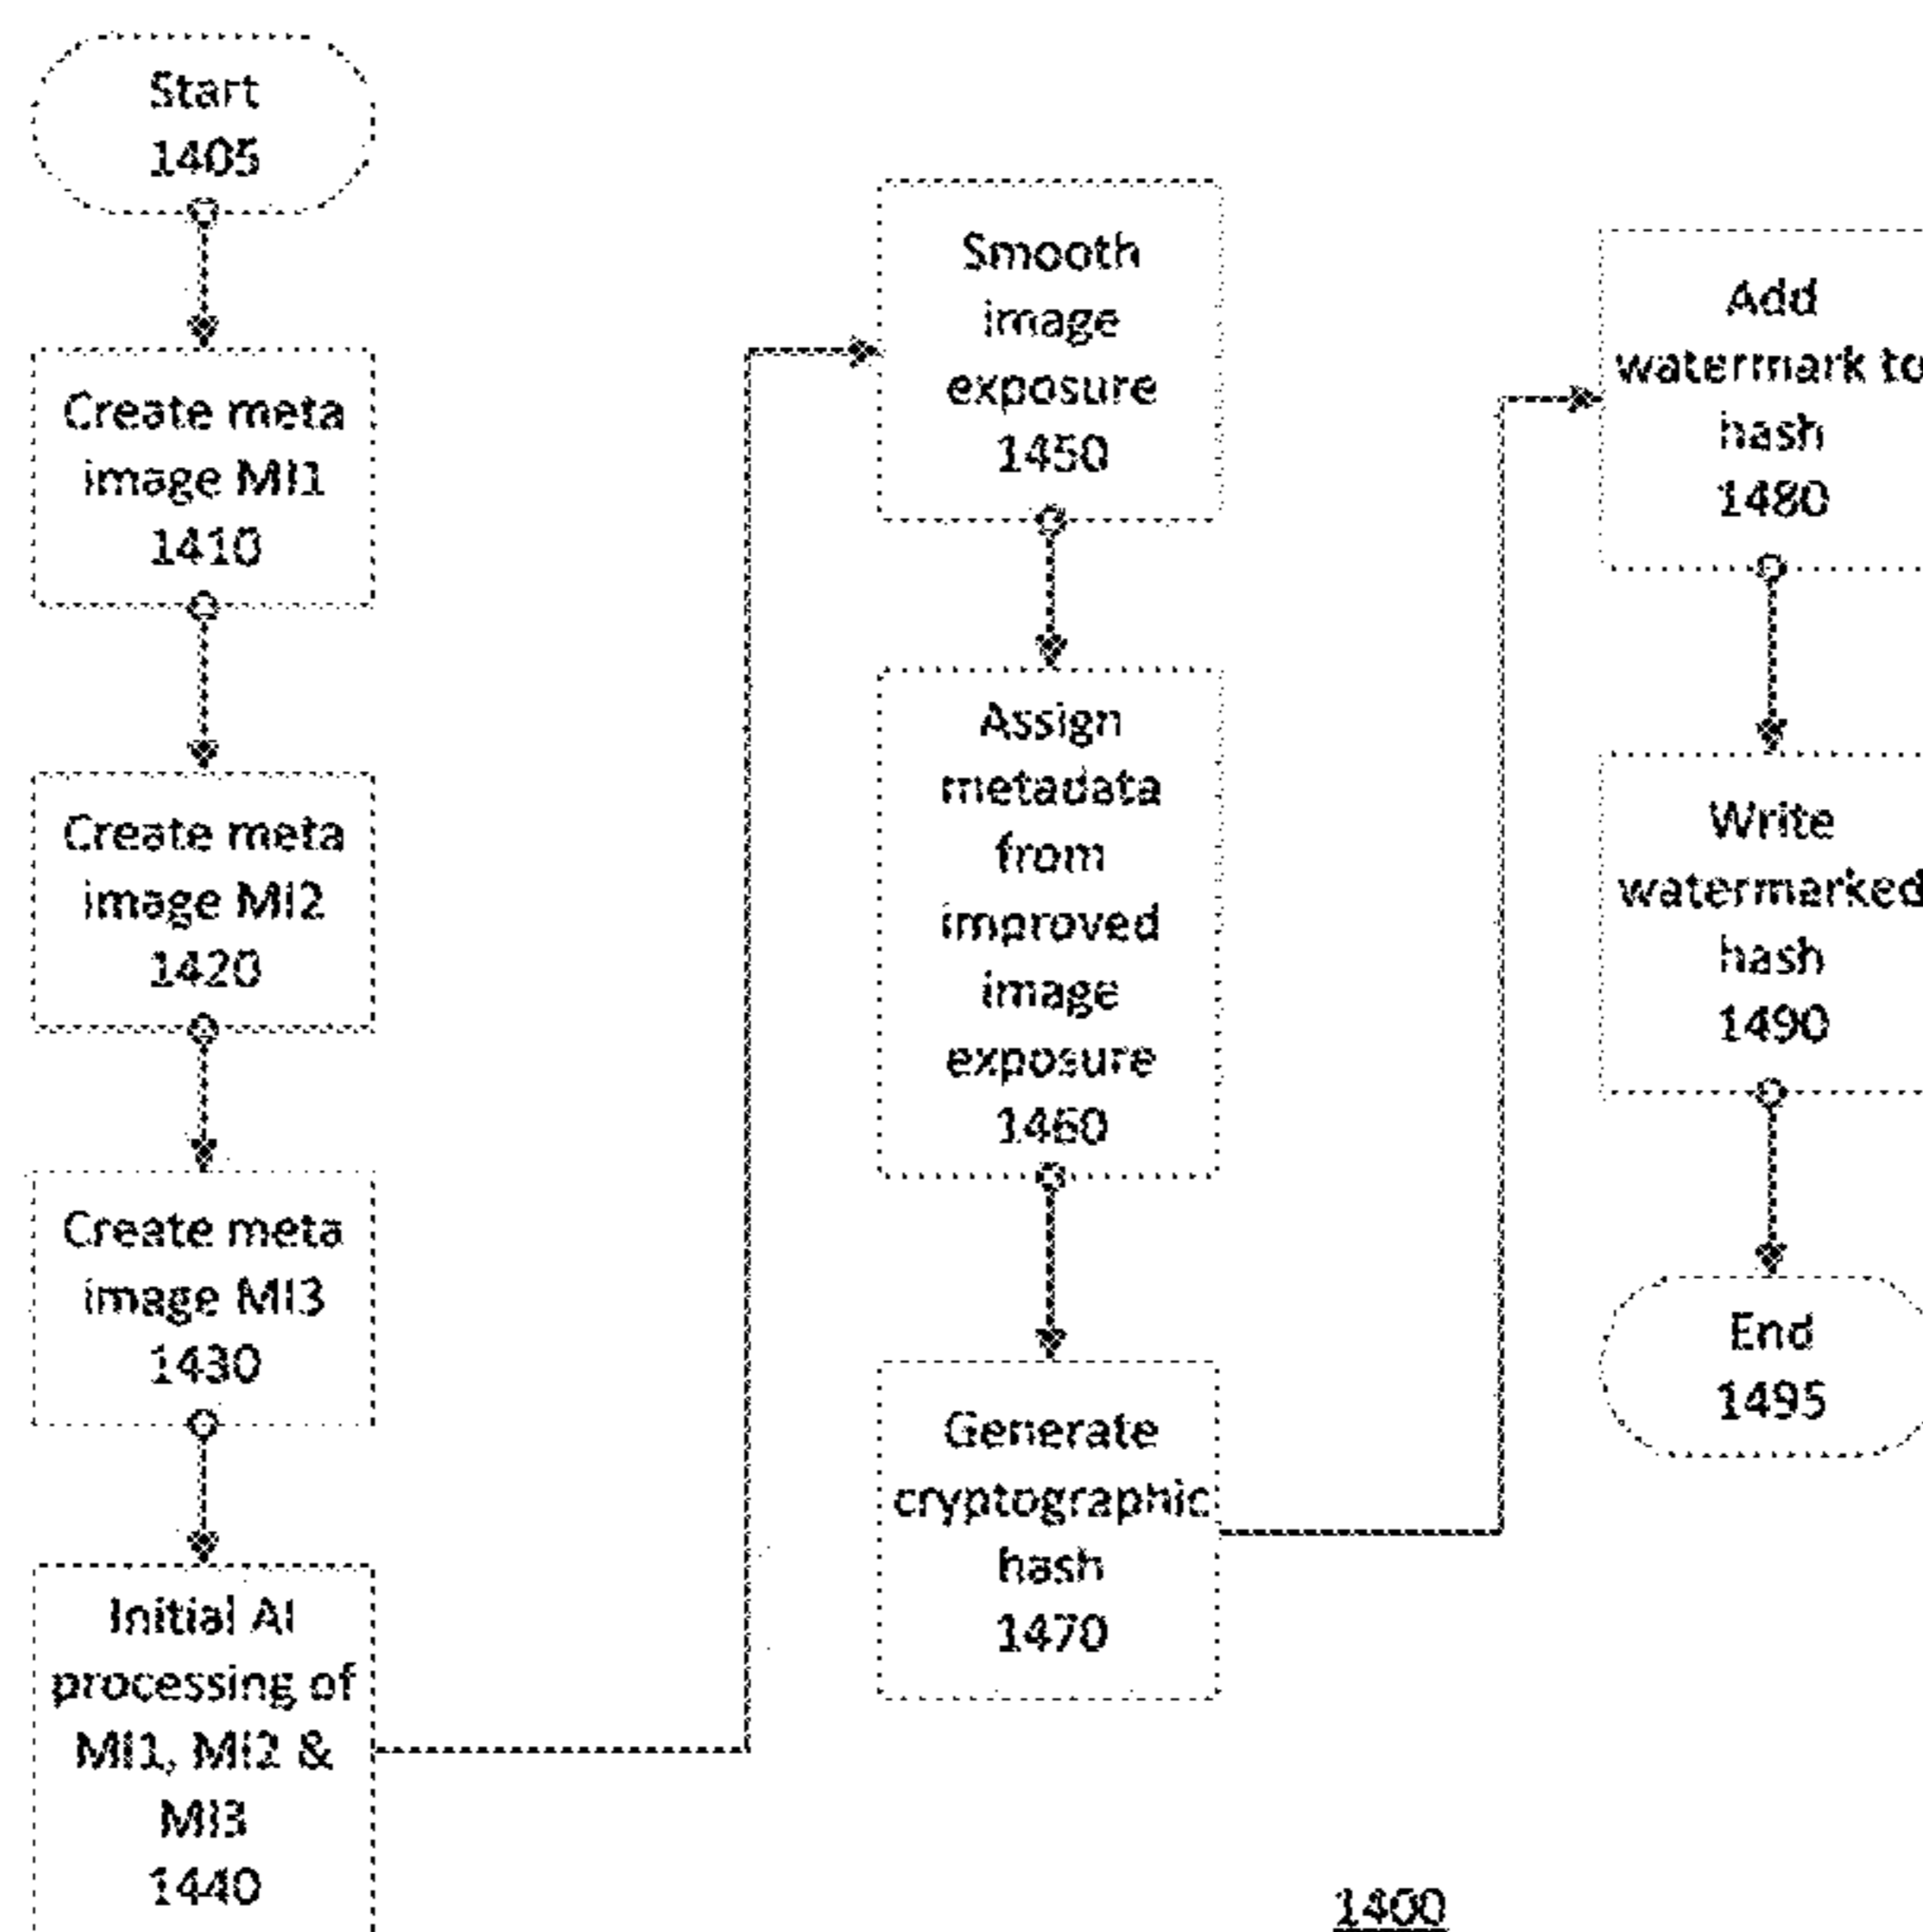 Start
1405
Create meta
image MI1
1410
Create meta
image MI2
1420
Create meta
image MI3
1430
Initial AI
processing of
MI1, MI2 &
MI3
1440
Smooth
image
exposure
1450
Assign
metadata
from
improved
image
exposure
1460
Generate
cryptographic
hash
1470
Add
watermark to
hash
1480
Write
watermarked
hash
1490
End
1495
1400